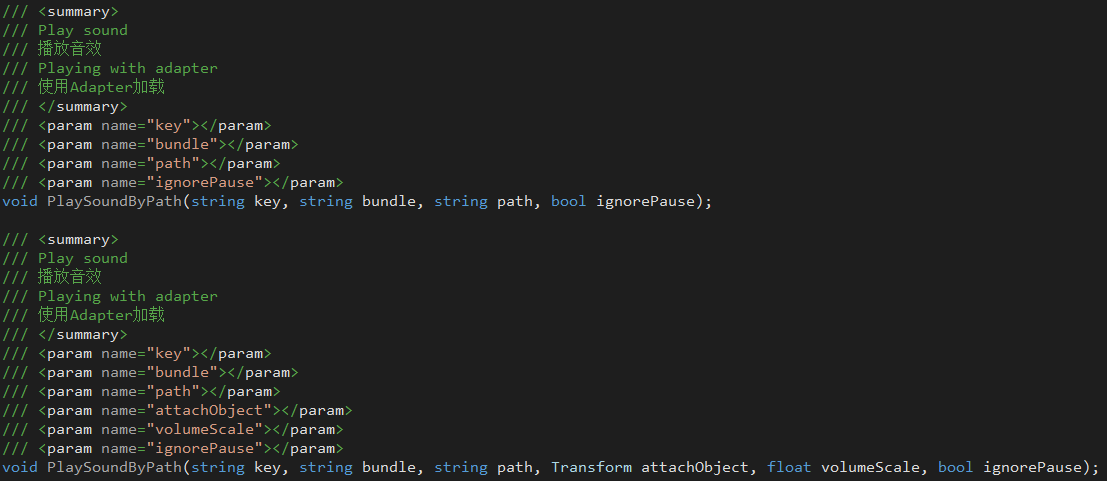 /// <summary>
/// Play sound
/// 播放音效
/// Playing with adapter
/// 使用Adapter加载
/// </summary>
/// <param name="key"></param>
/// <param name="bundle"></param>
/// <param name="path"></param>
/// <param name="ignorePause"></param>
void PlaySoundByPath(string key, string bundle, string path, bool ignorePause);
/// <summary>
/// Play sound
/// 播放音效
/// Playing with adapter
/// 使用Adapter加载
/// </summary>
/// <param name="key"></param>
/// <param name="bundle"></param>
/// <param name="path"></param>
/// <param name="attachObject"></param>
/// <param name="volumeScale"></param>
/// <param name="ignorePause"></param>
void PlaySoundByPath(string key, string bundle, string path, Transform attachObject, float volumeScale, bool ignorePause);